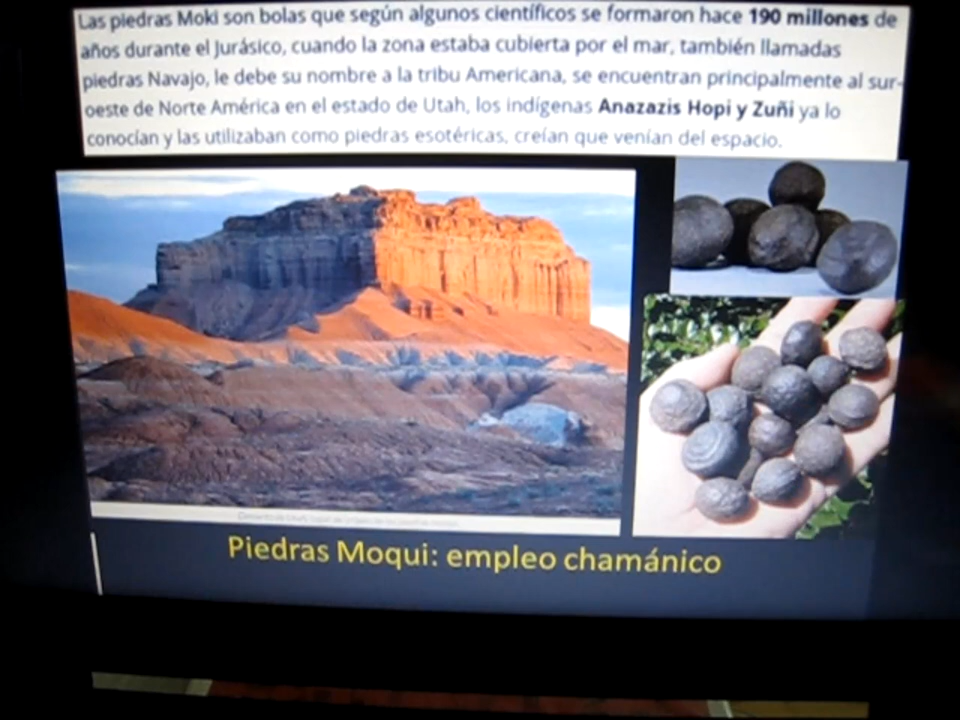 Las piedras Moki son bolas que según algunos científicos se formaron hace 190 millones de
años durante el Jurásico, cuando la zona estaba cubierta por el mar, también llamadas
piedras Navajo, le debe su nombre a la tribu Americana, se encuentran principalmente al sur-
oeste de Norte América en el estado de Utah, los indígenas Anazazis Hopi y Zuñi ya lo
conocían y las utilizaban como piedras esotéricas, creían que venían del espacio.
Piedras Moqui: empleo chamánico